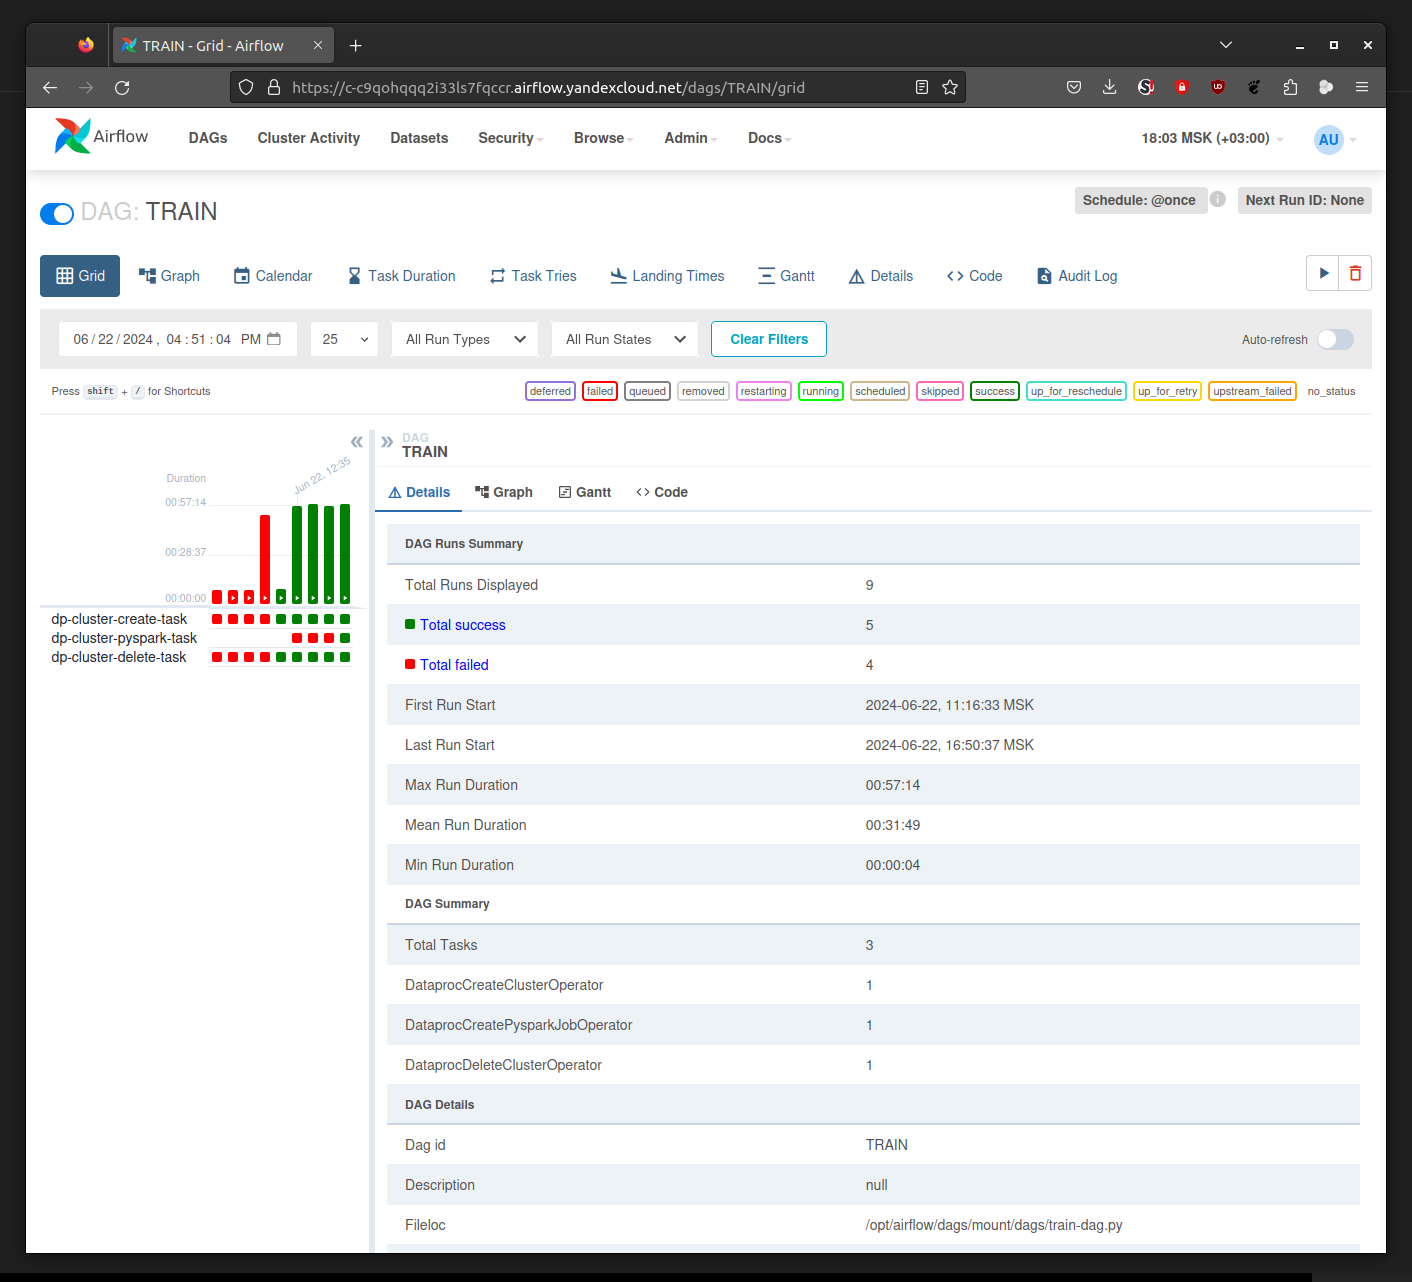 TRAIN - Grid - Airflow
https://c-c9qohqqq2i33ls7fqccr.airflow.yandexcloud.net/dags/TRAIN/grid
Airflow DAGs Cluster Activity Datasets Security Browse Admin Docs 18:03 MSK (+03:00) AU
DAG: TRAIN Schedule: @once i Next Run ID: None
Grid Graph Calendar Task Duration Task Tries Landing Times Gantt Details Code Audit Log
06/22/2024, 04:51:04 PM 25 All Run Types All Run States Clear Filters Auto-refresh
Press shift + / for Shortcuts deferred failed queued removed restarting running scheduled skipped success up_for_reschedule up_for_retry upstream_failed no_status
Duration
Jun 22, 12:35
00:57:14
00:28:37
00:00:00
dp-cluster-create-task
dp-cluster-pyspark-task
dp-cluster-delete-task
DAG
TRAIN
Details Graph Gantt Code
DAG Runs Summary
Total Runs Displayed 9
Total success 5
Total failed 4
First Run Start 2024-06-22, 11:16:33 MSK
Last Run Start 2024-06-22, 16:50:37 MSK
Max Run Duration 00:57:14
Mean Run Duration 00:31:49
Min Run Duration 00:00:04
DAG Summary
Total Tasks 3
DataprocCreateClusterOperator 1
DataprocCreatePysparkJobOperator 1
DataprocDeleteClusterOperator 1
DAG Details
Dag id TRAIN
Description null
Fileloc /opt/airflow/dags/mount/dags/train-dag.py